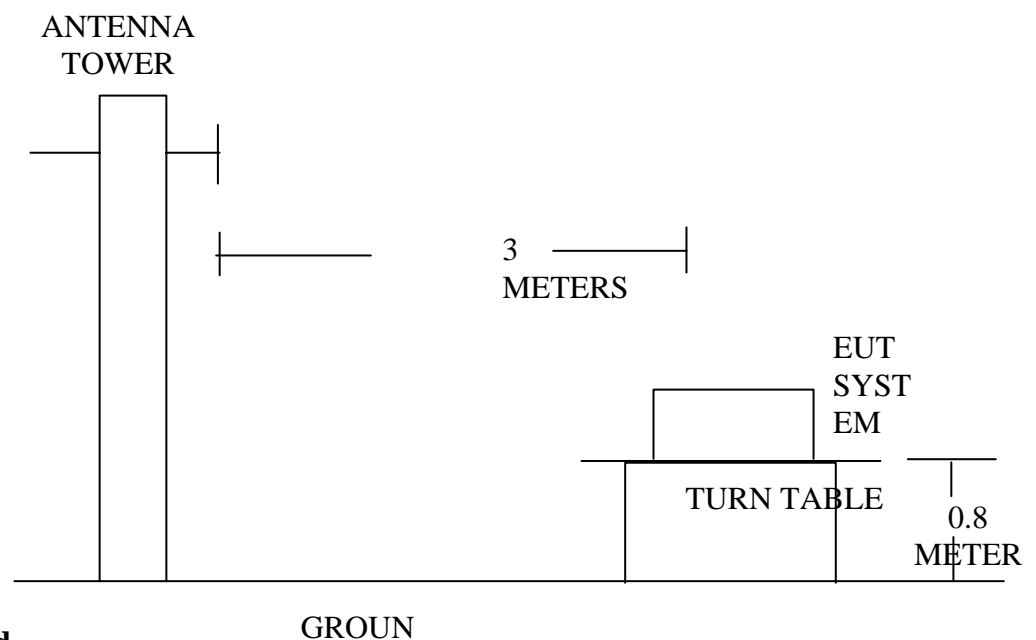 ANTENNA
TOWER
3
METERS
EUT
SYST
EM
TURN TABLE
0.8
METER
GROUN